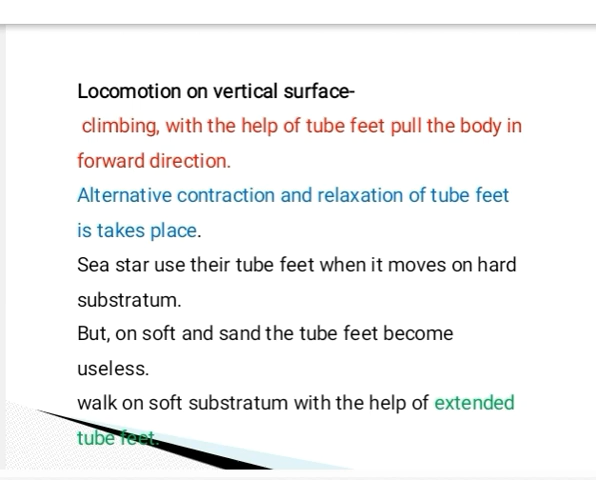 Locomotion on vertical surface-
climbing, with the help of tube feet pull the body in
forward direction.
Alternative contraction and relaxation of tube feet
is takes place.
Sea star use their tube feet when it moves on hard
substratum.
But, on soft and sand the tube feet become
useless.
walk on soft substratum with the help of extended
tube feet.